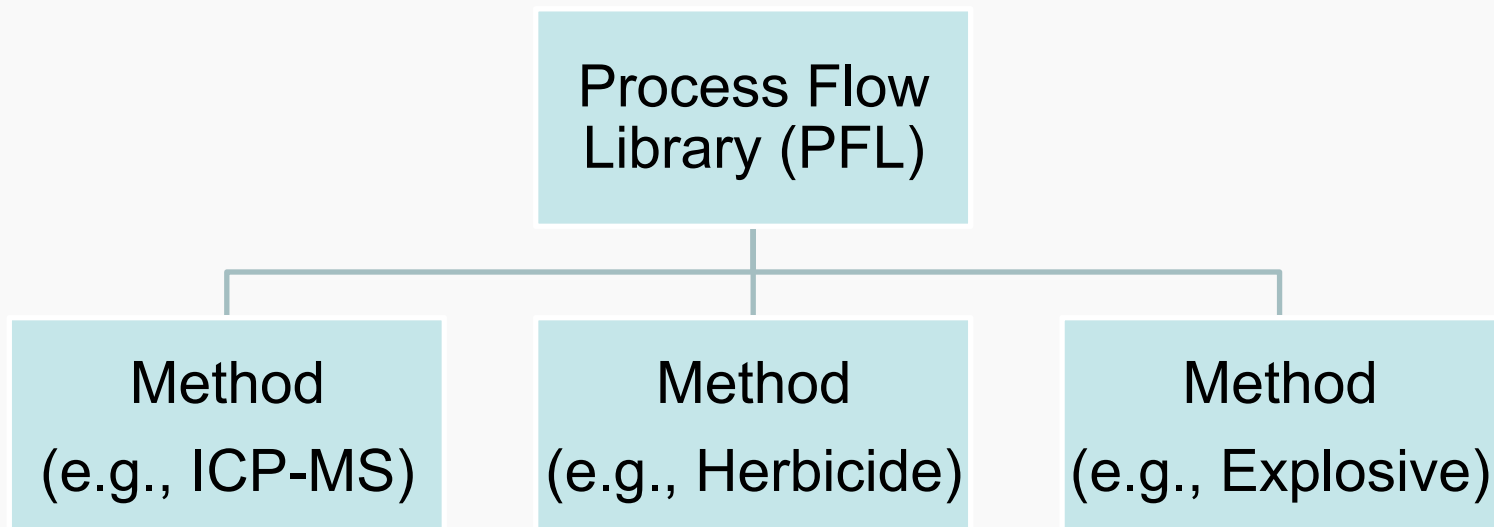 Process Flow
Library (PFL)
Method
(e.g., ICP-MS)
Method
(e.g., Herbicide)
Method
(e.g., Explosive)